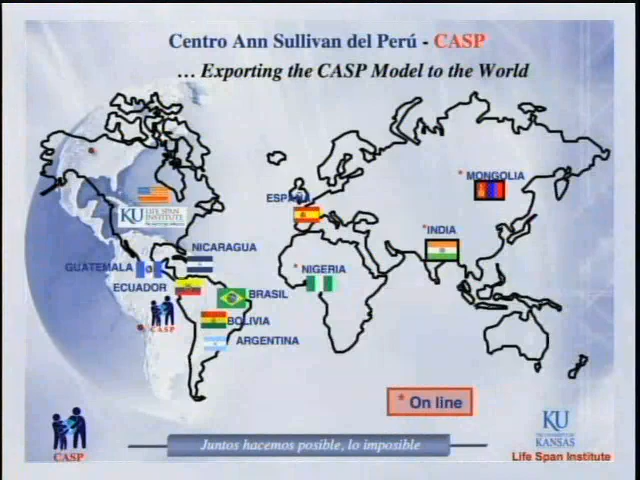 Centro Ann Sullivan del Perú - CASP
… Exporting the CASP Model to the World
* MONGOLIA
ESPAÑA
KU LIFE SPAN
INSTITUTE
*INDIA
NICARAGUA
GUATEMALA
* NIGERIA
ECUADOR
BRASIL
CASP
BOLIVIA
ARGENTINA
* On line
KU
KANSAS
Juntos hacemos posible, lo imposible
CASP
Life Span Institute